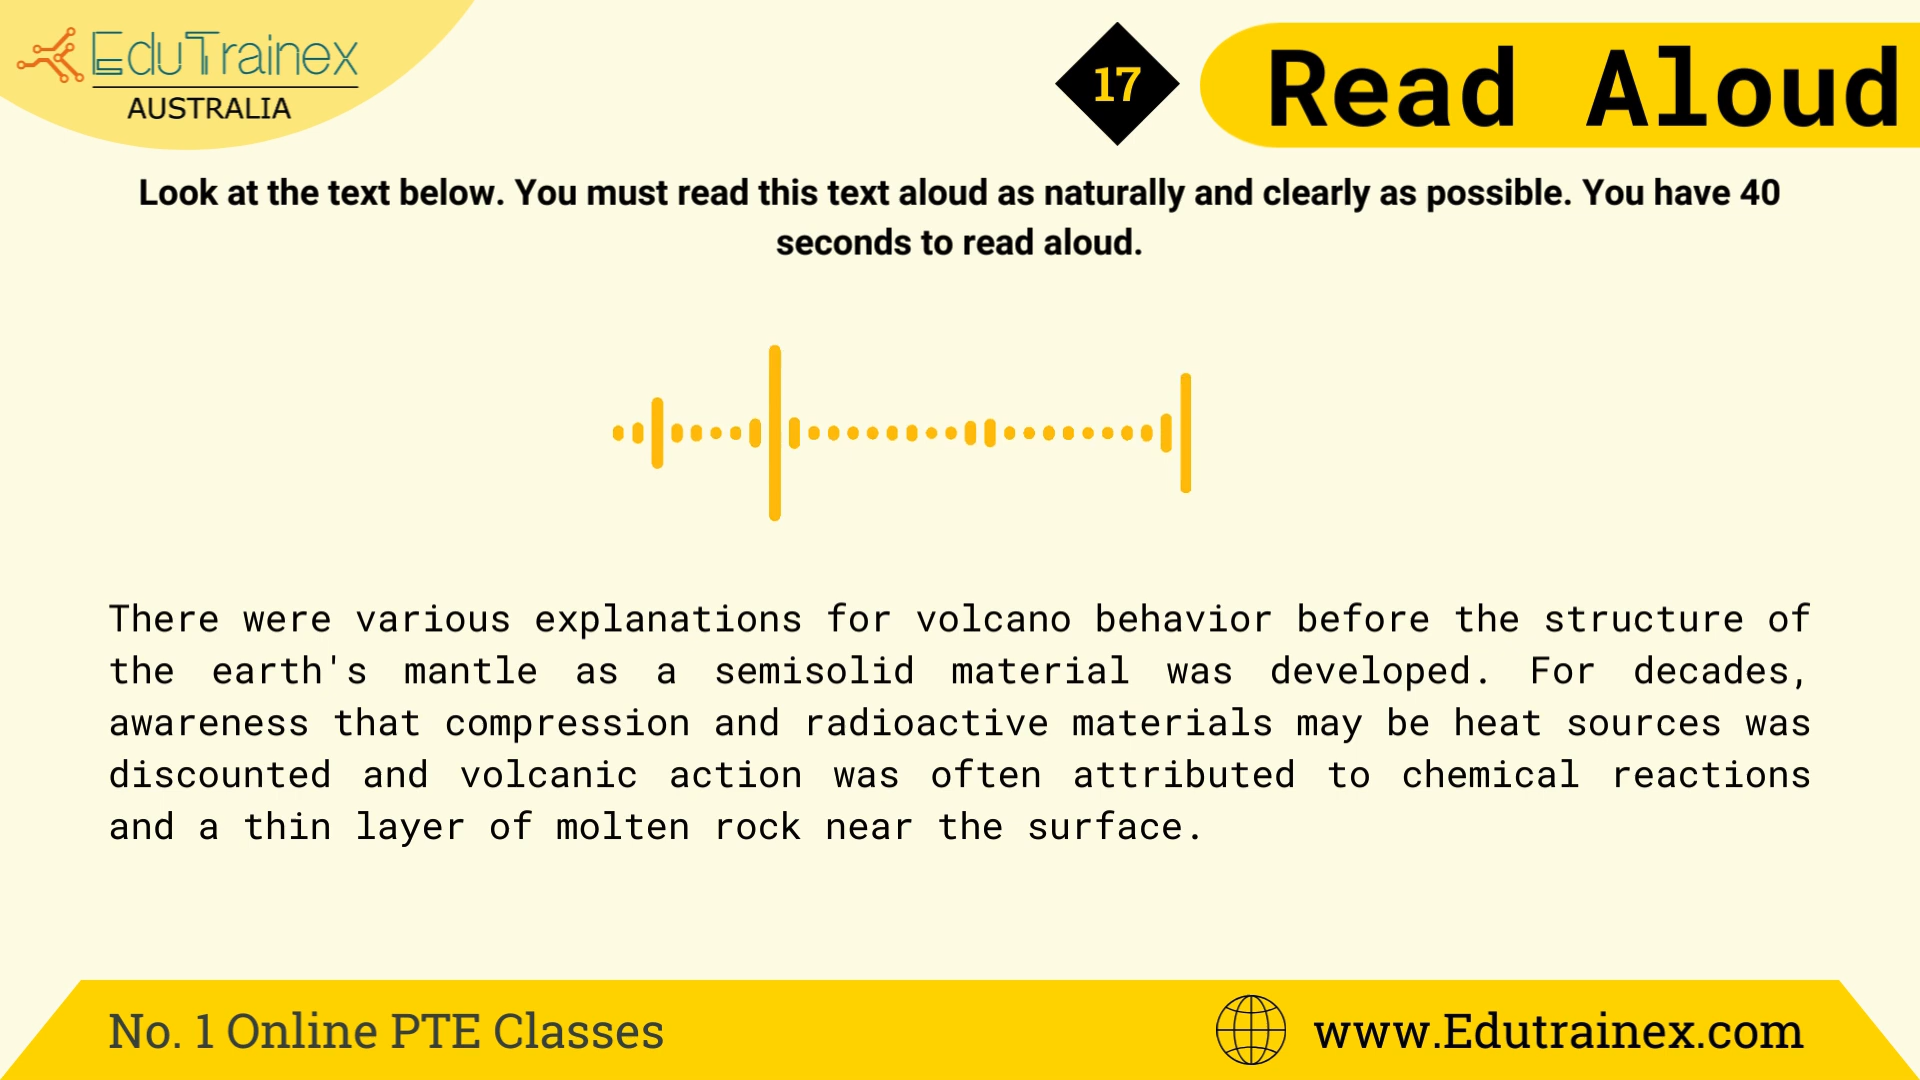 EduTrainex
AUSTRALIA
17
Read Aloud
Look at the text below. You must read this text aloud as naturally and clearly as possible. You have 40
seconds to read aloud.
There were various explanations for volcano behavior before the structure of
the earth's mantle as a semisolid material was developed. For decades,
awareness that compression and radioactive materials may be heat sources was
discounted and volcanic action was often attributed to chemical reactions
and a thin layer of molten rock near the surface.
No. 1 Online PTE Classes
www.Edutrainex.com